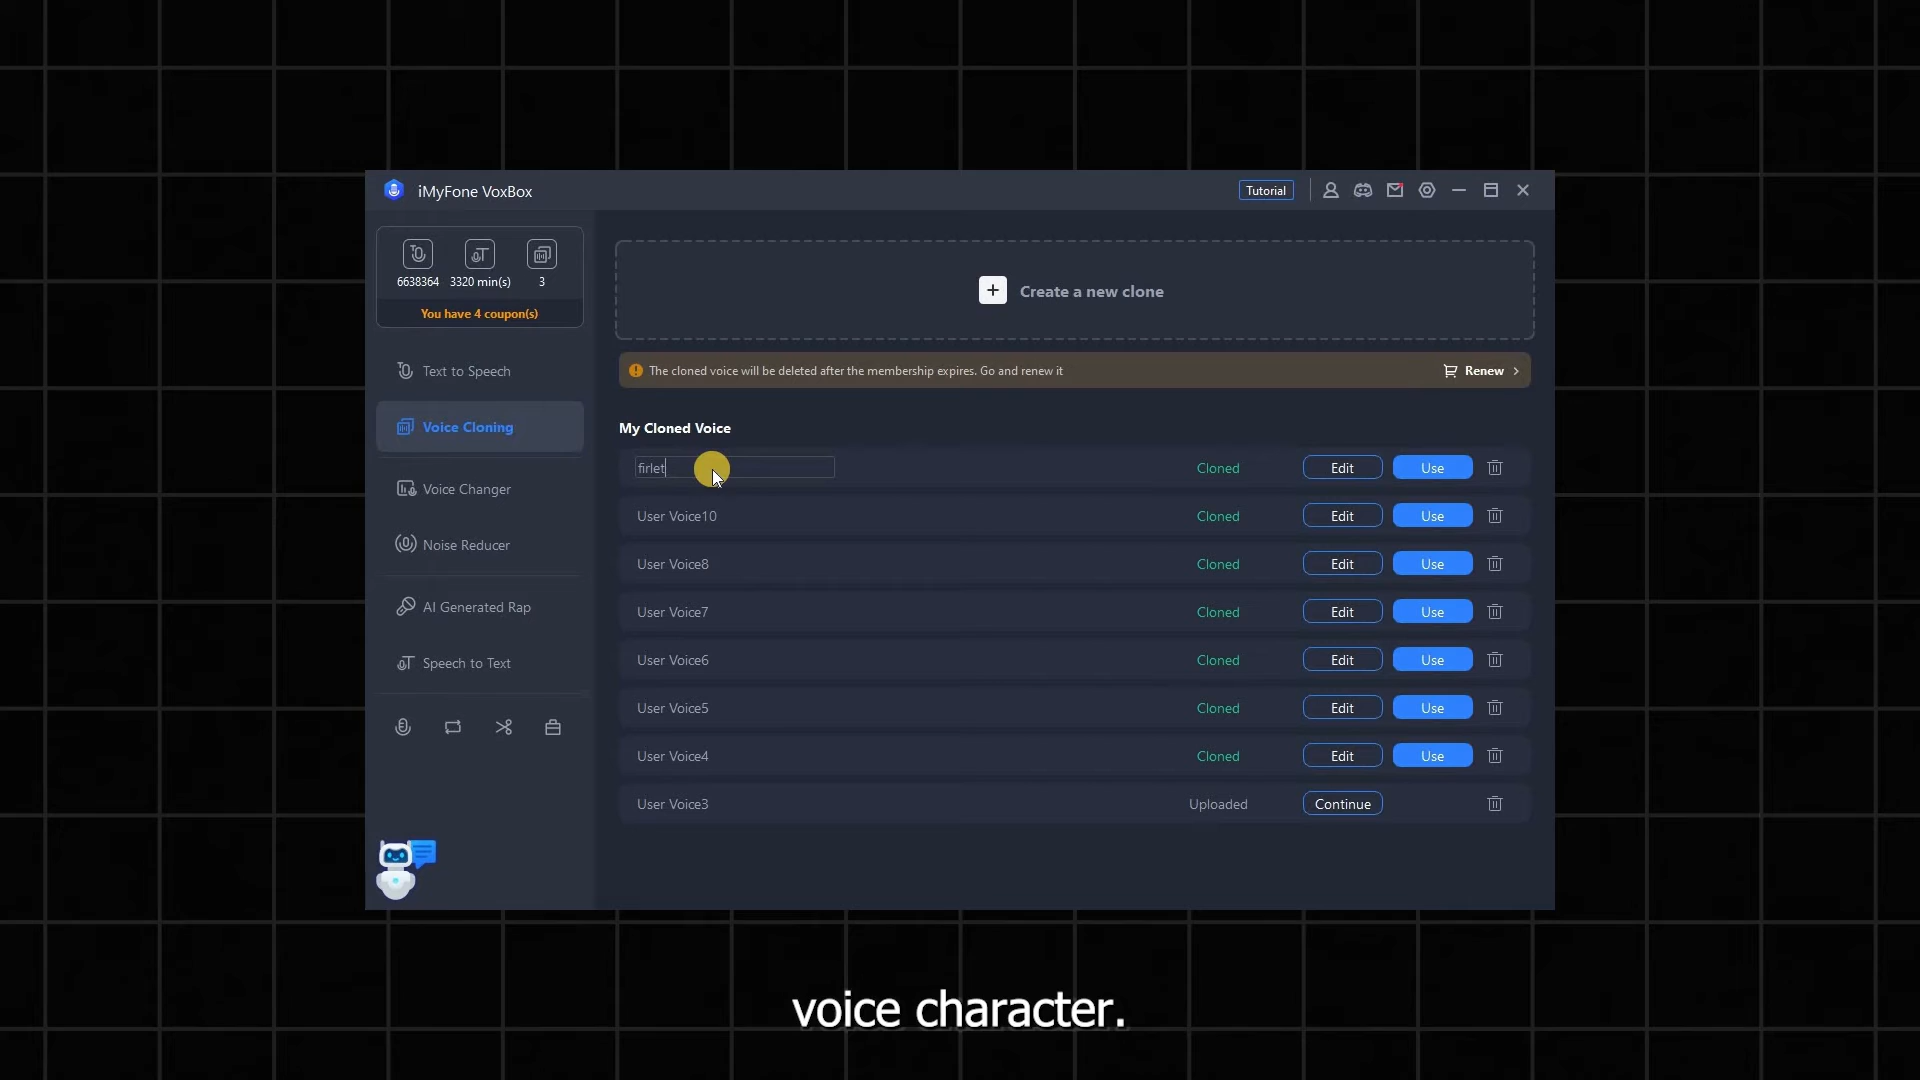 iMyFone VoxBox
Tutorial
6638364 3320 min(s) 3
You have 4 coupon(s)
Text to Speech
Voice Cloning
Voice Changer
Noise Reducer
AI Generated Rap
Speech to Text
Create a new clone
The cloned voice will be deleted after the membership expires. Go and renew it
Renew
My Cloned Voice
firlet Cloned Edit Use
User Voice10 Cloned Edit Use
User Voice8 Cloned Edit Use
User Voice7 Cloned Edit Use
User Voice6 Cloned Edit Use
User Voice5 Cloned Edit Use
User Voice4 Cloned Edit Use
User Voice3 Uploaded Continue
voice character.